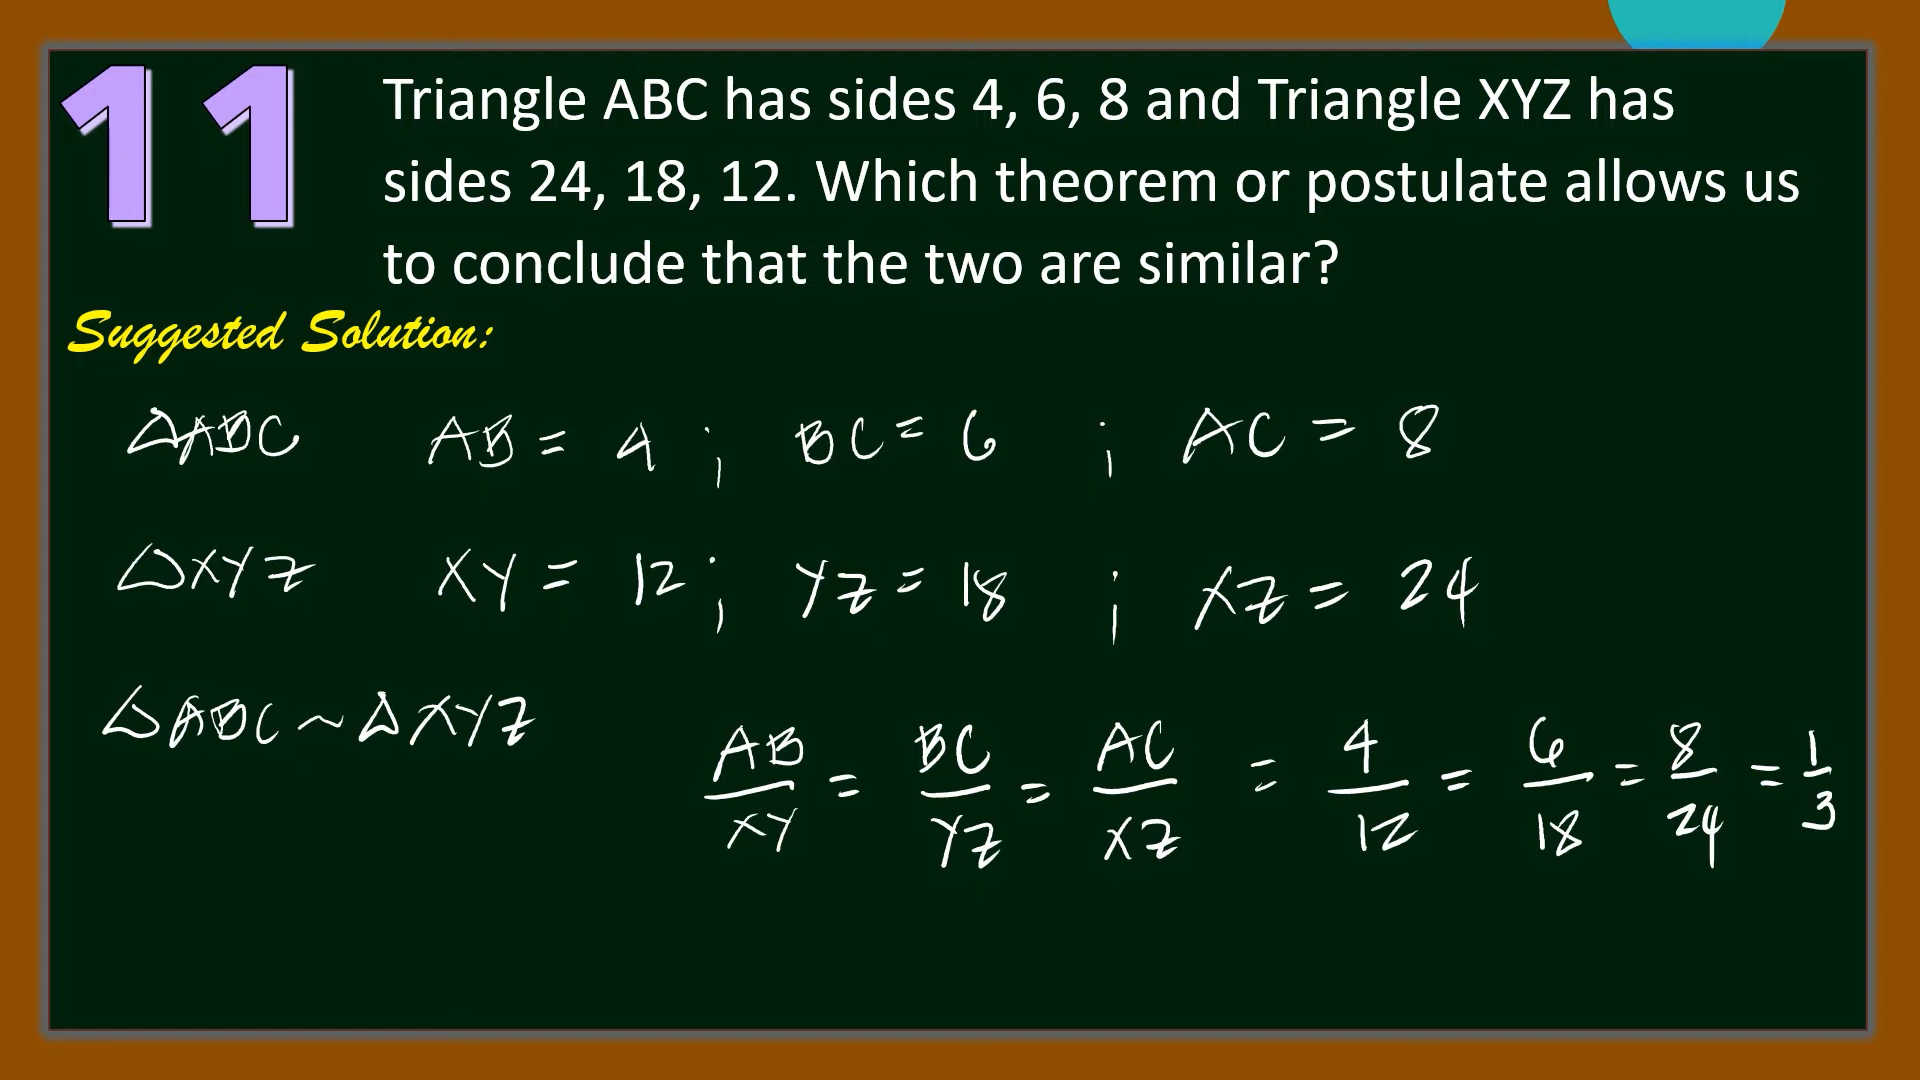 11
Triangle ABC has sides 4, 6, 8 and Triangle XYZ has
sides 24, 18, 12. Which theorem or postulate allows us
to conclude that the two are similar?
Suggested Solution:
△ABC AB = 4 ; BC = 6 ; AC = 8
△XYZ XY = 12 ; YZ = 18 ; XZ = 24
△ABC ~ △XYZ
AB/XY = BC/YZ = AC/XZ = 4/12 = 6/18 = 8/24 = 1/3